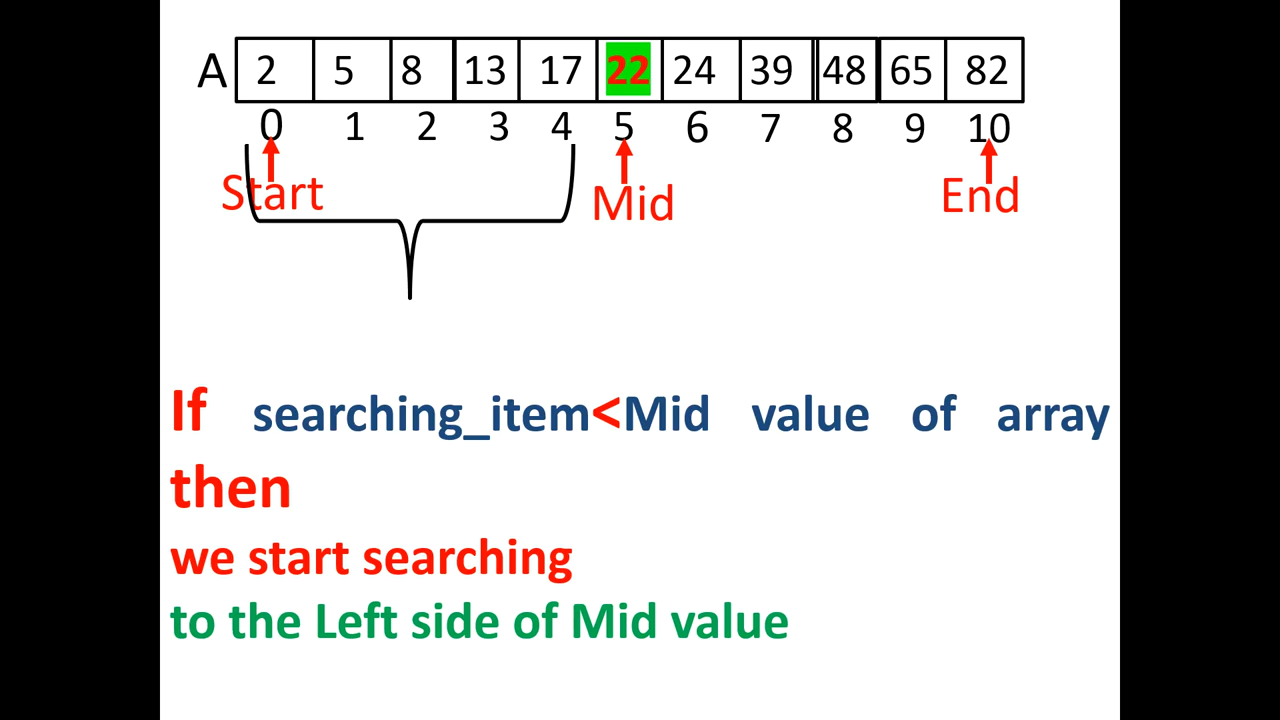 A 2 5 8 13 17 22 24 39 48 65 82
0 1 2 3 4 5 6 7 8 9 10
Start Mid End
If searching_item<Mid value of array
then
we start searching
to the Left side of Mid value